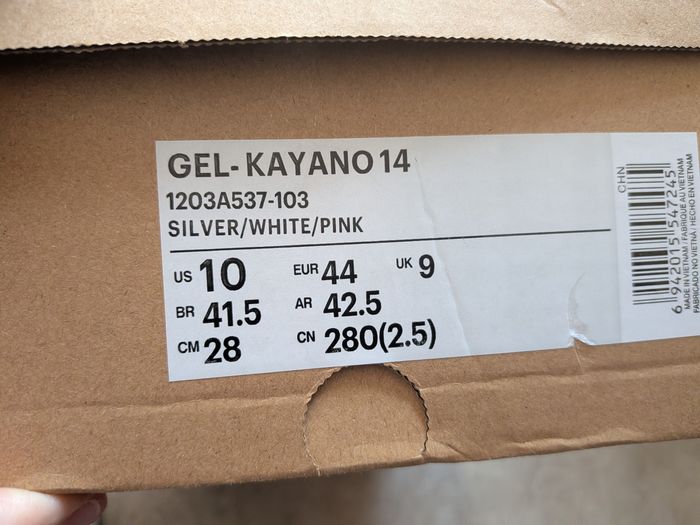 GEL-KAYANO 14
1203A537-103
SILVER/WHITE/PINK
US 10 EUR 44 UK 9
BR 41.5 AR 42.5
CM 28 CN 280(2.5)
CHN
6 942015 547245
MADE IN VIETNAM / FABRIQUE AU VIETNAM
FABRICADO NO VIETNÃ / HECHO EN VIETNAM